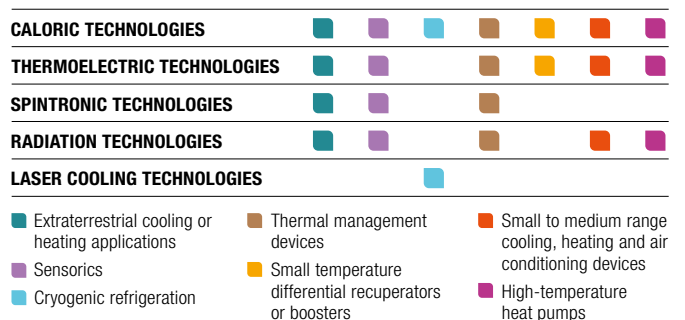 CALORIC TECHNOLOGIES
THERMOELECTRIC TECHNOLOGIES
SPINTRONIC TECHNOLOGIES
RADIATION TECHNOLOGIES
LASER COOLING TECHNOLOGIES
Extraterrestrial cooling or
heating applications
Sensorics
Cryogenic refrigeration
Thermal management
devices
Small temperature
differential recuperators
or boosters
Small to medium range
cooling, heating and air
conditioning devices
High-temperature
heat pumps